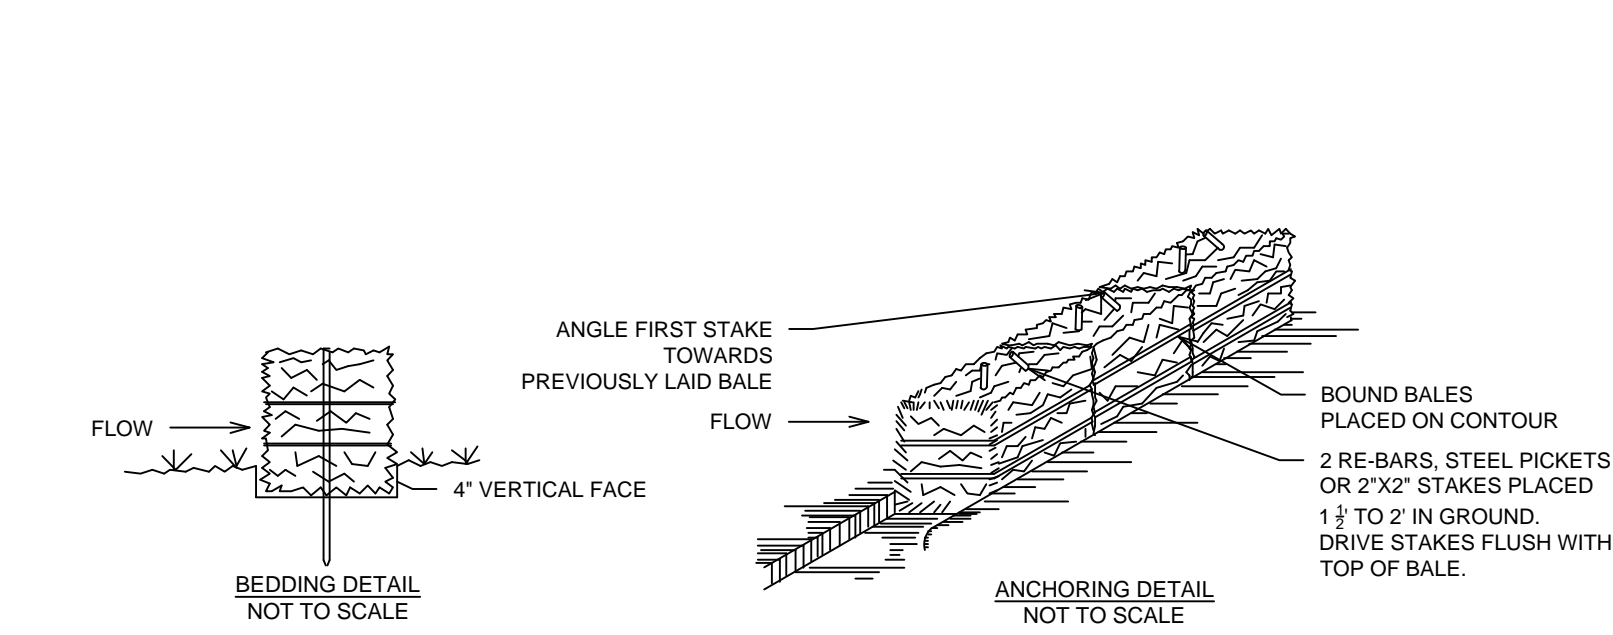 FLOW
4" VERTICAL FACE
BEDDING DETAIL
NOT TO SCALE
ANGLE FIRST STAKE
TOWARDS
PREVIOUSLY LAID BALE
FLOW
BOUND BALES
PLACED ON CONTOUR
2 RE-BARS, STEEL PICKETS
OR 2"X2" STAKES PLACED
1 1/2' TO 2' IN GROUND.
DRIVE STAKES FLUSH WITH
TOP OF BALE.
ANCHORING DETAIL
NOT TO SCALE